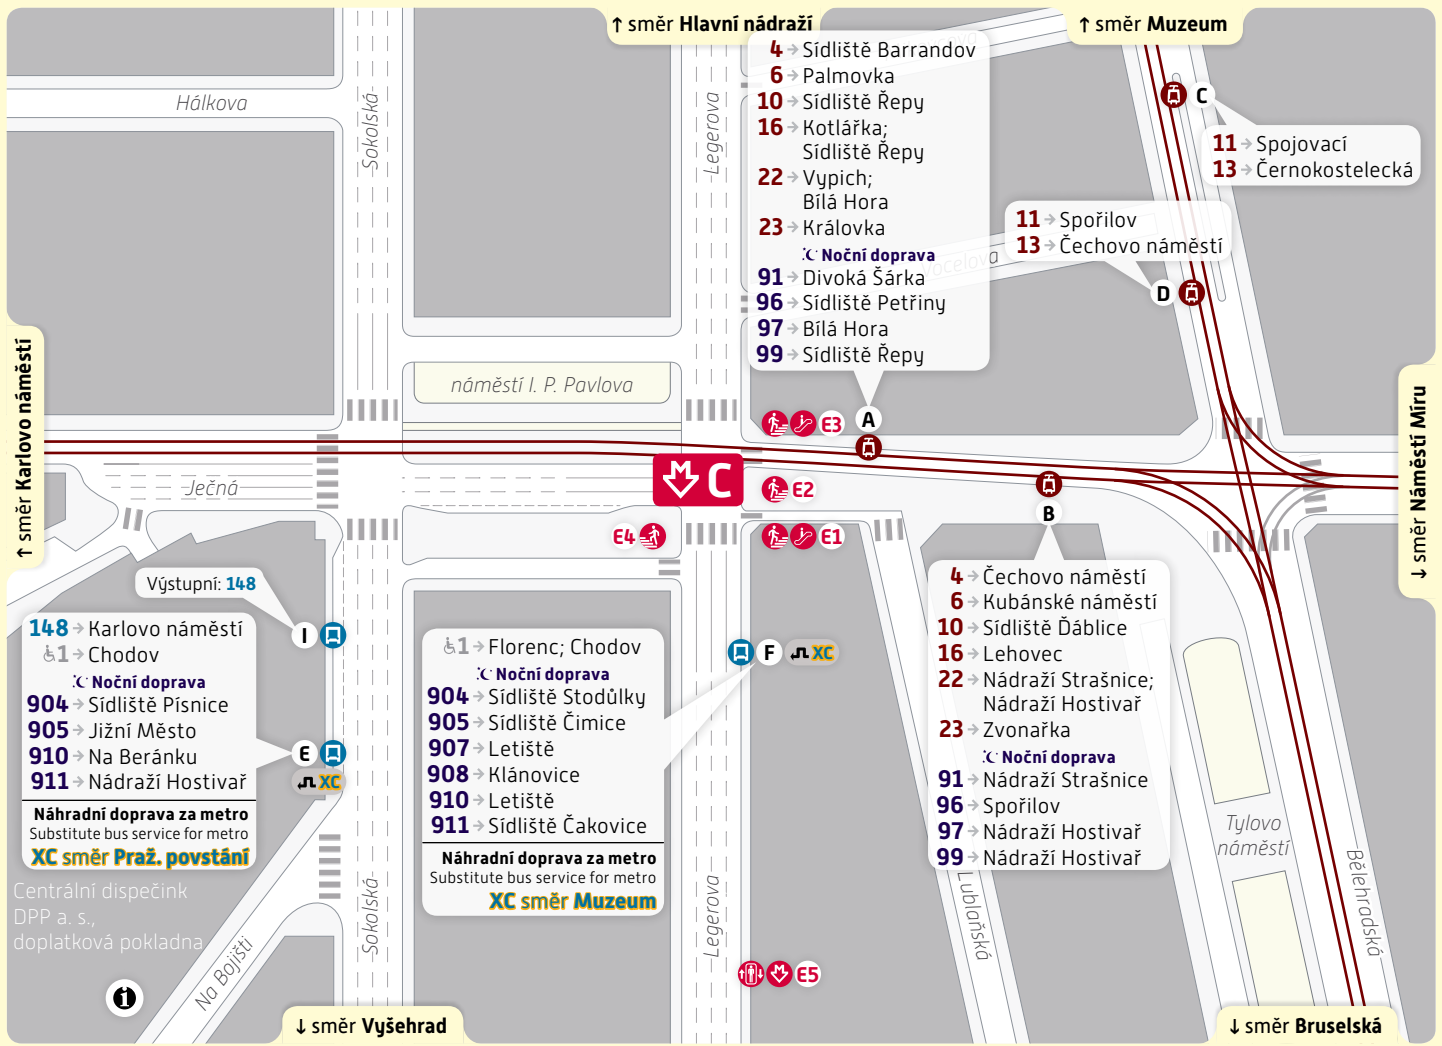 ↑ směr Hlavní nádraží
↑ směr Muzeum
Hálkova
Sokolská
Legerova
4 → Sídliště Barrandov
6 → Palmovka
10 → Sídliště Řepy
16 → Kotlářka;
Sídliště Řepy
22 → Vypich;
Bílá Hora
23 → Královka
Noční doprava
91 → Divoká Šárka
96 → Sídliště Petřiny
97 → Bílá Hora
99 → Sídliště Řepy
C
11 → Spojovací
13 → Černokostelecká
11 → Spořilov
13 → Čechovo náměstí
D
Vocelova
↑ směr Karlovo náměstí
náměstí I. P. Pavlova
E3
A
C
E2
B
E4
E1
Ječná
↓ směr Náměstí Míru
Výstupní: 148
I
148 → Karlovo náměstí
1 → Chodov
Noční doprava
904 → Sídliště Písnice
905 → Jižní Město
910 → Na Beránku
911 → Nádraží Hostivař
Náhradní doprava za metro
Substitute bus service for metro
XC směr Praž. povstání
E
XC
1 → Florenc; Chodov
Noční doprava
904 → Sídliště Stodůlky
905 → Sídliště Čimice
907 → Letiště
908 → Klánovice
910 → Letiště
911 → Sídliště Čakovice
Náhradní doprava za metro
Substitute bus service for metro
XC směr Muzeum
F
XC
4 → Čechovo náměstí
6 → Kubánské náměstí
10 → Sídliště Ďáblice
16 → Lehovec
22 → Nádraží Strašnice;
Nádraží Hostivař
23 → Zvonařka
Noční doprava
91 → Nádraží Strašnice
96 → Spořilov
97 → Nádraží Hostivař
99 → Nádraží Hostivař
Tylovo
náměstí
Bělehradská
Lublaňská
Legerova
Sokolská
Centrální dispečink
DPP a. s.,
doplatková pokladna
Na Bojišti
E5
↓ směr Vyšehrad
↓ směr Bruselská